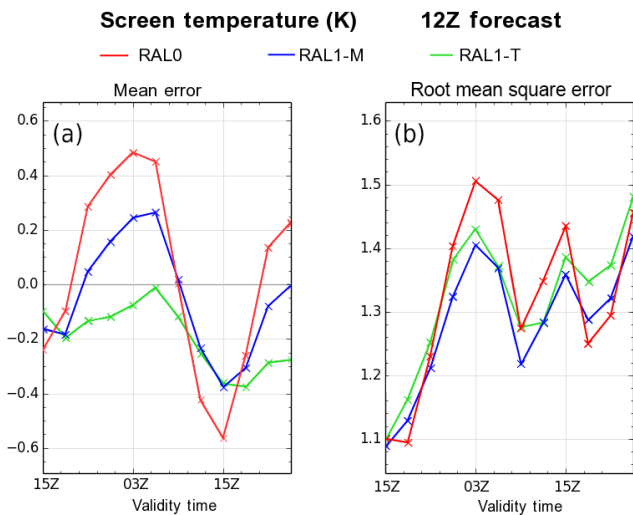 Screen temperature (K) 12Z forecast
RAL0 RAL1-M RAL1-T
Mean error
Root mean square error
(a)
0.6
0.4
0.2
0.0
−0.2
−0.4
−0.6
15Z 03Z 15Z
Validity time
(b)
1.6
1.5
1.4
1.3
1.2
1.1
15Z 03Z 15Z
Validity time